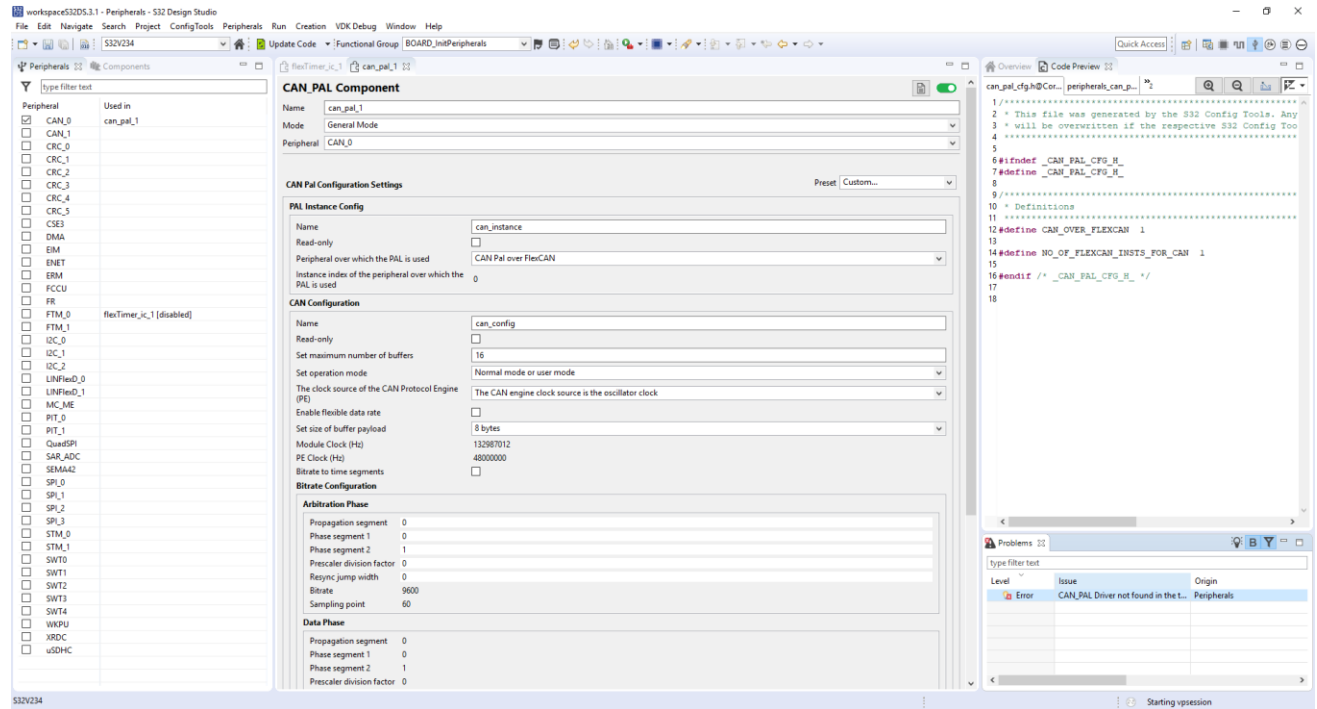 workspaceS32DS.3.1 - Peripherals - S32 Design Studio
File Edit Navigate Search Project ConfigTools Peripherals Run Creation VDK Debug Window Help
S32V234 Update Code Functional Group BOARD_InitPeripherals Quick Access
Peripherals Components
type filter text
Peripheral Used in
CAN_0 can_pal_1
CAN_1
CRC_0
CRC_1
CRC_2
CRC_3
CRC_4
CRC_5
CSE3
DMA
EIM
ENET
ERM
FCCU
FR
FTM_0 flexTimer_ic_1 [disabled]
FTM_1
I2C_0
I2C_1
I2C_2
LINFlexD_0
LINFlexD_1
MC_ME
PIT_0
PIT_1
QuadSPI
SAR_ADC
SEMA42
SPI_0
SPI_1
SPI_2
SPI_3
STM_0
STM_1
SWT0
SWT1
SWT2
SWT3
SWT4
WKPU
XRDC
uSDHC
flexTimer_ic_1 can_pal_1
CAN_PAL Component
Name can_pal_1
Mode General Mode
Peripheral CAN_0
CAN Pal Configuration Settings Preset Custom...
PAL Instance Config
Name can_instance
Read-only
Peripheral over which the PAL is used CAN Pal over FlexCAN
Instance index of the peripheral over which the
PAL is used 0
CAN Configuration
Name can_config
Read-only
Set maximum number of buffers 16
Set operation mode Normal mode or user mode
The clock source of the CAN Protocol Engine
(PE) The CAN engine clock source is the oscillator clock
Enable flexible data rate
Set size of buffer payload 8 bytes
Module Clock (Hz) 132987012
PE Clock (Hz) 48000000
Bitrate to time segments
Bitrate Configuration
Arbitration Phase
Propagation segment 0
Phase segment 1 0
Phase segment 2 1
Prescaler division factor 0
Resync jump width 0
Bitrate 9600
Sampling point 60
Data Phase
Propagation segment 0
Phase segment 1 0
Phase segment 2 1
Prescaler division factor 0
Overview Code Preview
can_pal_cfg.h@Cor... peripherals_can_p... »2
1 /***********************************************************
2 * This file was generated by the S32 Config Tools. Any
3 * will be overwritten if the respective S32 Config Too
4 ***********************************************************
5
6 #ifndef _CAN_PAL_CFG_H_
7 #define _CAN_PAL_CFG_H_
8
9 /***********************************************************
10 * Definitions
11 ***********************************************************
12 #define CAN_OVER_FLEXCAN 1
13
14 #define NO_OF_FLEXCAN_INSTS_FOR_CAN 1
15
16 #endif /* _CAN_PAL_CFG_H_ */
17
18
Problems
type filter text
Level Issue Origin
Error CAN_PAL Driver not found in the t... Peripherals
S32V234 Starting vpsession